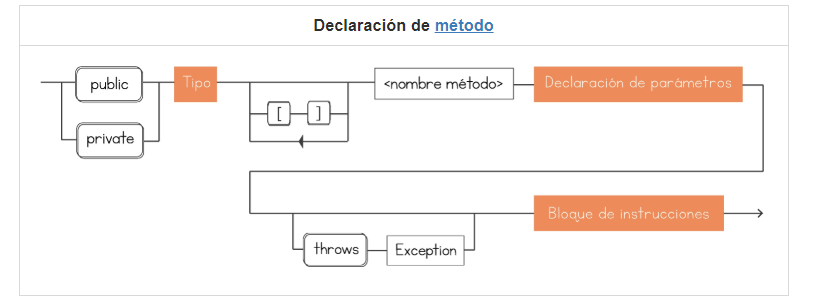 Declaración de método
public
Tipo
<nombre método>
Declaración de parámetros
[
]
private
Bloque de instrucciones
throws
Exception